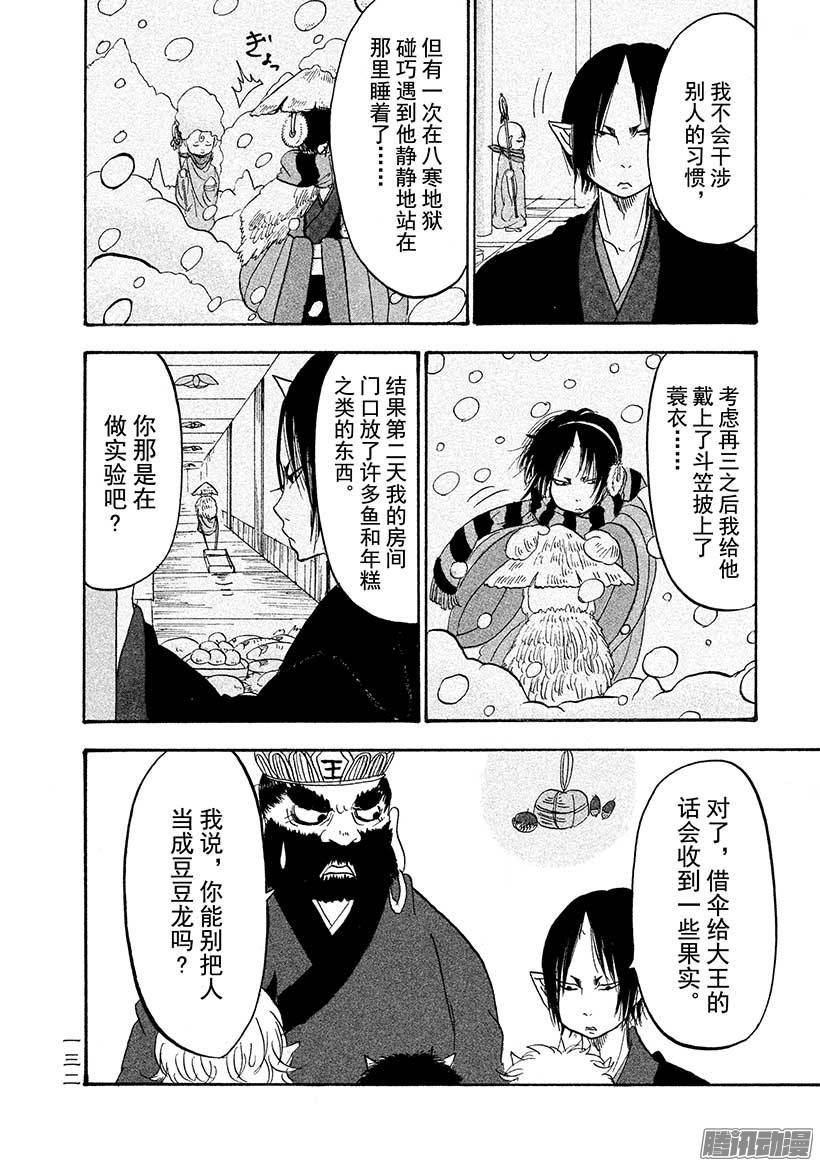 我不会干涉
别人的习惯，
但有一次在八寒地狱
碰巧遇到他静静地站在
那里睡着了……
ぎょっ
考虑再三之后我给他
戴上了斗笠披上了
蓑衣……
结果第二天我的房间
门口放了许多鱼和年糕
之类的东西。
你那是在
做实验吧？
对了，借伞给大王的
话会收到一些果实。
王
我说，你能别把人
当成豆豆龙吗？
一三二
腾讯动漫